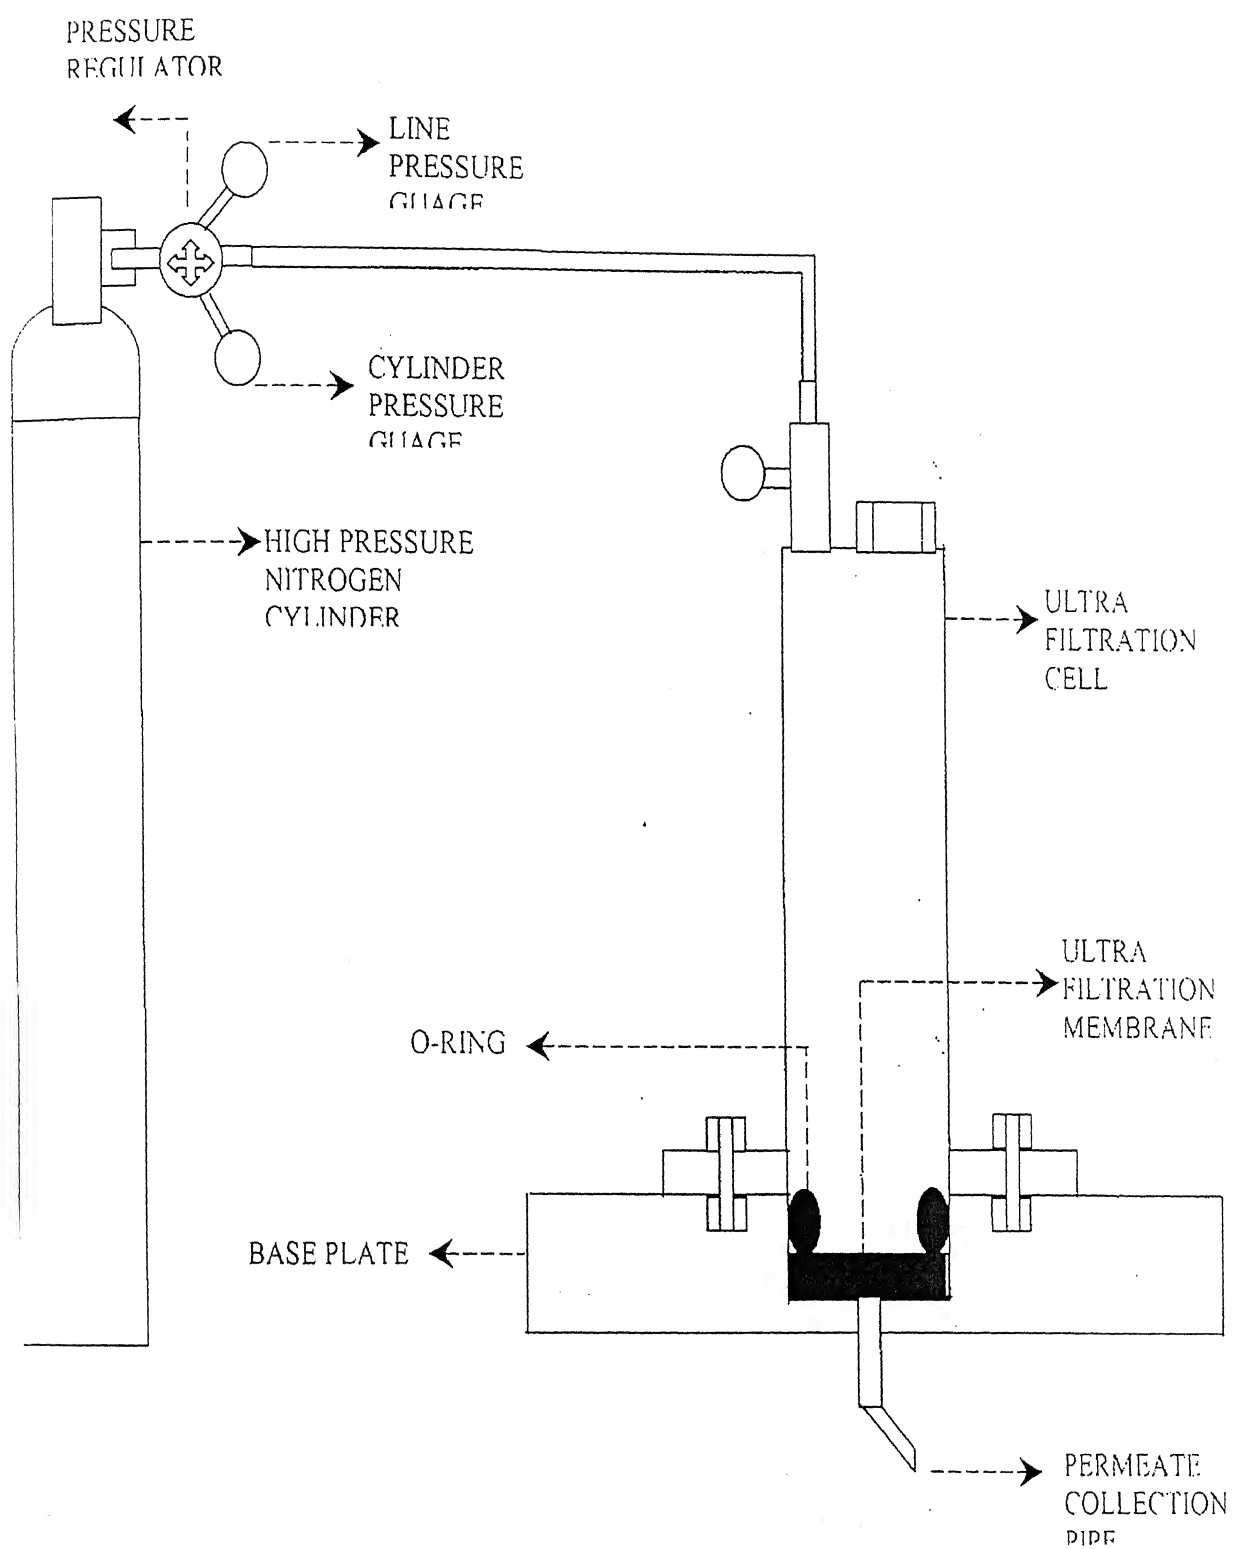 PRESSURE
REGULATOR
LINE
PRESSURE
GUAGE
CYLINDER
PRESSURE
GUAGE
HIGH PRESSURE
NITROGEN
CYLINDER
ULTRA
FILTRATION
CELL
ULTRA
FILTRATION
MEMBRANE
O-RING
BASE PLATE
PERMEATE
COLLECTION
PIPE